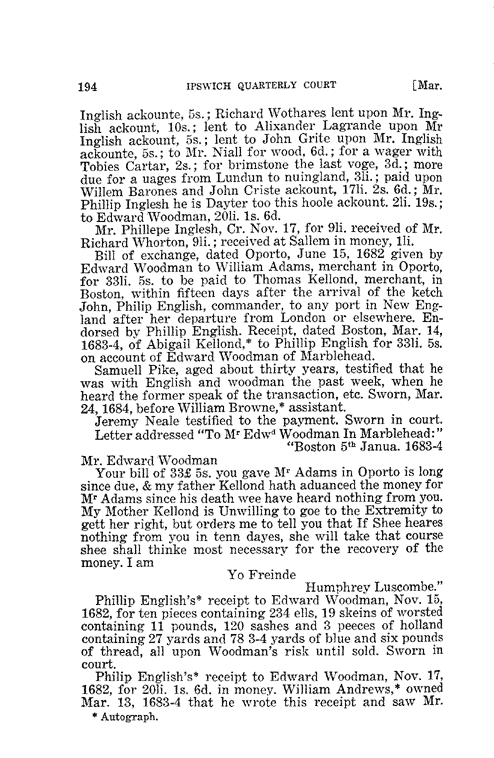 194 IPSWICH QUARTERLY COURT [Mar.
Inglish ackounte, 5s.; Richard Wothares lent upon Mr. Ing-
lish ackount, 10s.; lent to Alixander Lagrande upon Mr
Inglish ackount, 5s.; lent to John Grite upon Mr. Inglish
ackounte, 5s.; to Mr. Niall for wood, 6d.; for a wager with
Tobies Cartar, 2s.; for brimstone the last voge, 3d.; more
due for a uages from Lundun to nuingland, 3li.; paid upon
Willem Barones and John Criste ackount, 17li. 2s. 6d.; Mr.
Phillip Inglesh he is Dayter too this hoole ackount. 2li. 19s.;
to Edward Woodman, 20li. 1s. 6d.
Mr. Phillepe Inglesh, Cr. Nov. 17, for 9li. received of Mr.
Richard Whorton, 9li.; received at Sallem in money, 1li.
Bill of exchange, dated Oporto, June 15, 1682 given by
Edward Woodman to William Adams, merchant in Oporto,
for 33li. 5s. to be paid to Thomas Kellond, merchant, in
Boston, within fifteen days after the arrival of the ketch
John, Philip English, commander, to any port in New Eng-
land after her departure from London or elsewhere. En-
dorsed by Phillip English. Receipt, dated Boston, Mar. 14,
1683-4, of Abigail Kellond,* to Phillip English for 33li. 5s.
on account of Edward Woodman of Marblehead.
Samuell Pike, aged about thirty years, testified that he
was with English and woodman the past week, when he
heard the former speak of the transaction, etc. Sworn, Mar.
24, 1684, before William Browne,* assistant.
Jeremy Neale testified to the payment. Sworn in court.
Letter addressed "To Mr Edwd Woodman In Marblehead:"
"Boston 5th Janua. 1683-4
Mr. Edward Woodman
Your bill of 33£ 5s. you gave Mr Adams in Oporto is long
since due, & my father Kellond hath aduanced the money for
Mr Adams since his death wee have heard nothing from you.
My Mother Kellond is Unwilling to goe to the Extremity to
gett her right, but orders me to tell you that If Shee heares
nothing from you in tenn dayes, she will take that course
shee shall thinke most necessary for the recovery of the
money. I am
Yo Freinde
Humphrey Luscombe."
Phillip English's* receipt to Edward Woodman, Nov. 15,
1682, for ten pieces containing 234 ells, 19 skeins of worsted
containing 11 pounds, 120 sashes and 3 peeces of holland
containing 27 yards and 78 3-4 yards of blue and six pounds
of thread, all upon Woodman's risk until sold. Sworn in
court.
Philip English's* receipt to Edward Woodman, Nov. 17,
1682, for 20li. 1s. 6d. in money. William Andrews,* owned
Mar. 13, 1683-4 that he wrote this receipt and saw Mr.
* Autograph.